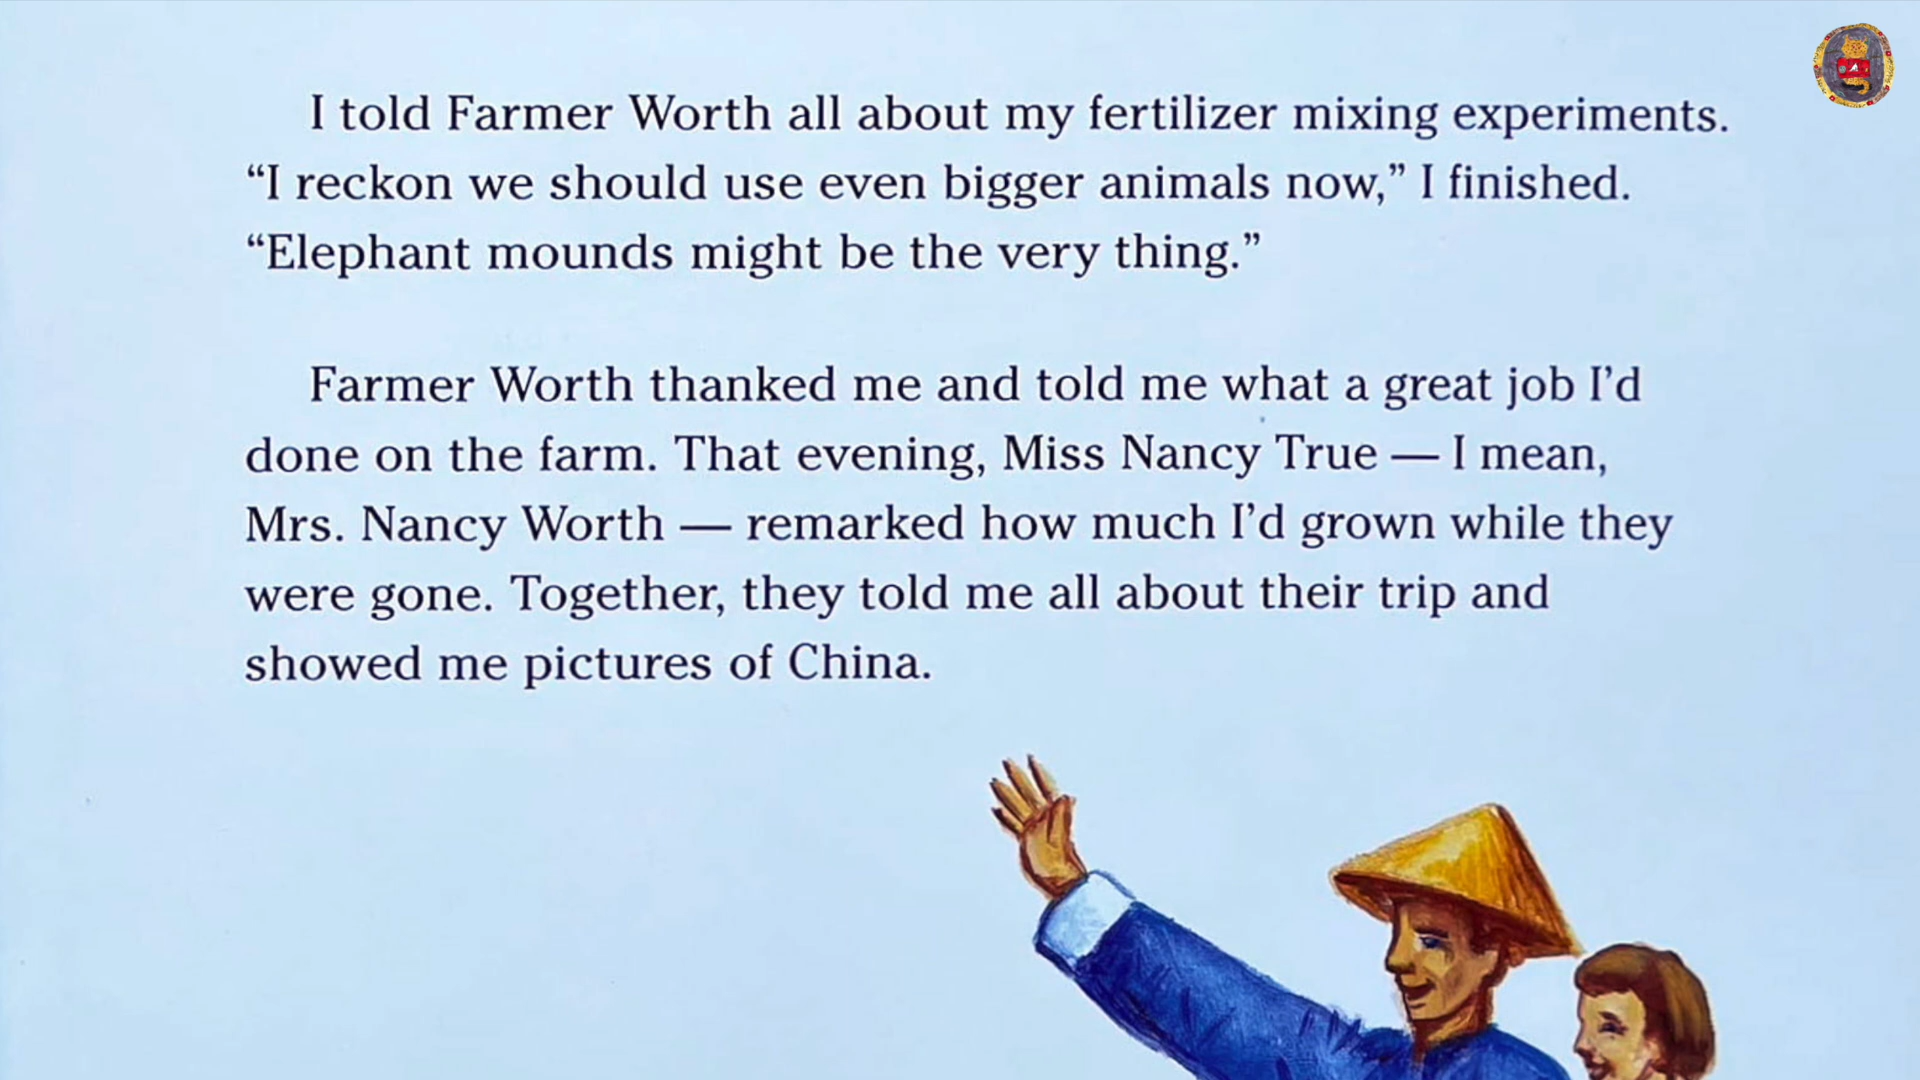 I told Farmer Worth all about my fertilizer mixing experiments.
“I reckon we should use even bigger animals now,” I finished.
“Elephant mounds might be the very thing.”
Farmer Worth thanked me and told me what a great job I’d
done on the farm. That evening, Miss Nancy True — I mean,
Mrs. Nancy Worth — remarked how much I’d grown while they
were gone. Together, they told me all about their trip and
showed me pictures of China.